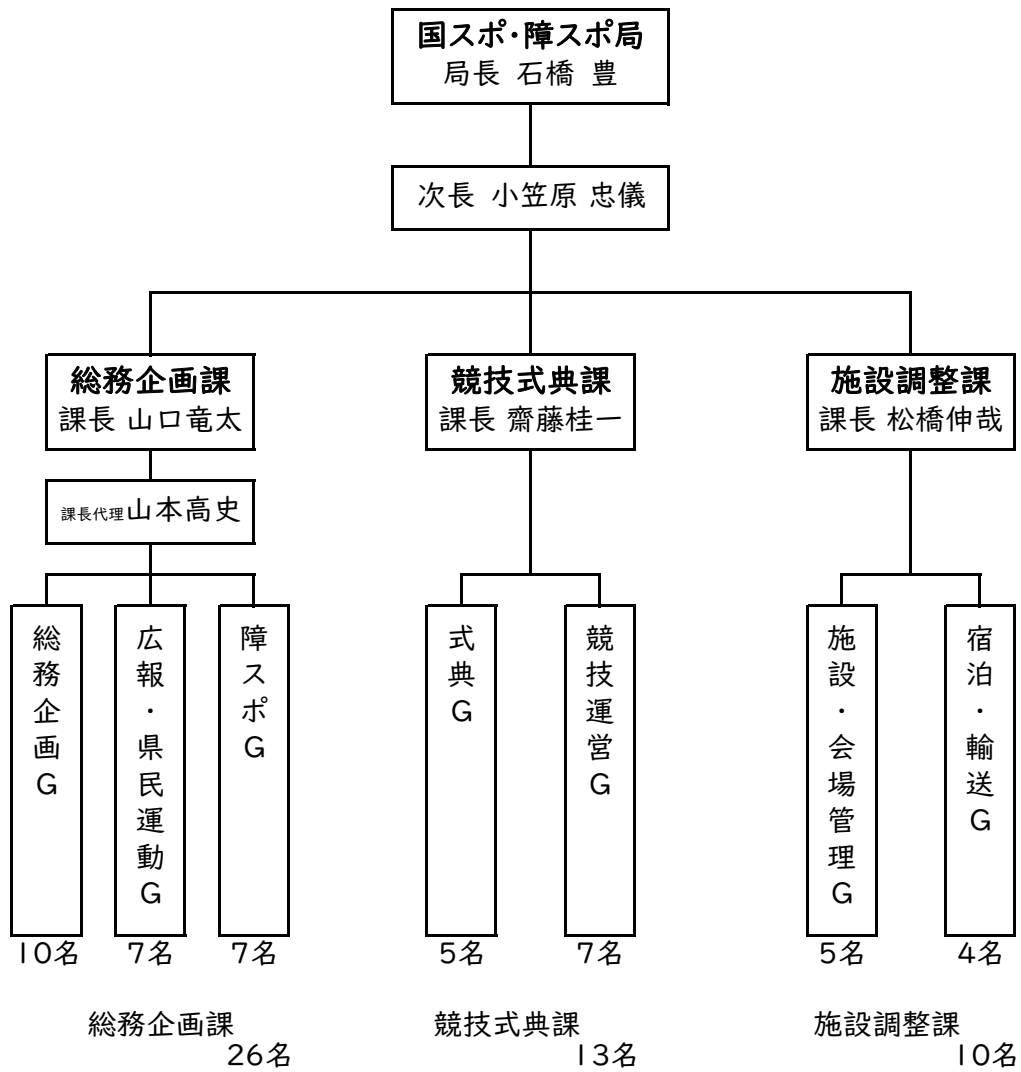 国スポ・障スポ局
局長 石橋 豊
次長 小笠原 忠儀
総務企画課
課長 山口竜太
競技式典課
課長 齋藤桂一
施設調整課
課長 松橋伸哉
課長代理山本高史
総務企画G
広報・県民運動G
障スポG
式典G
競技運営G
施設・会場管理G
宿泊・輸送G
10名
7名
7名
5名
7名
5名
4名
総務企画課
26名
競技式典課
13名
施設調整課
10名